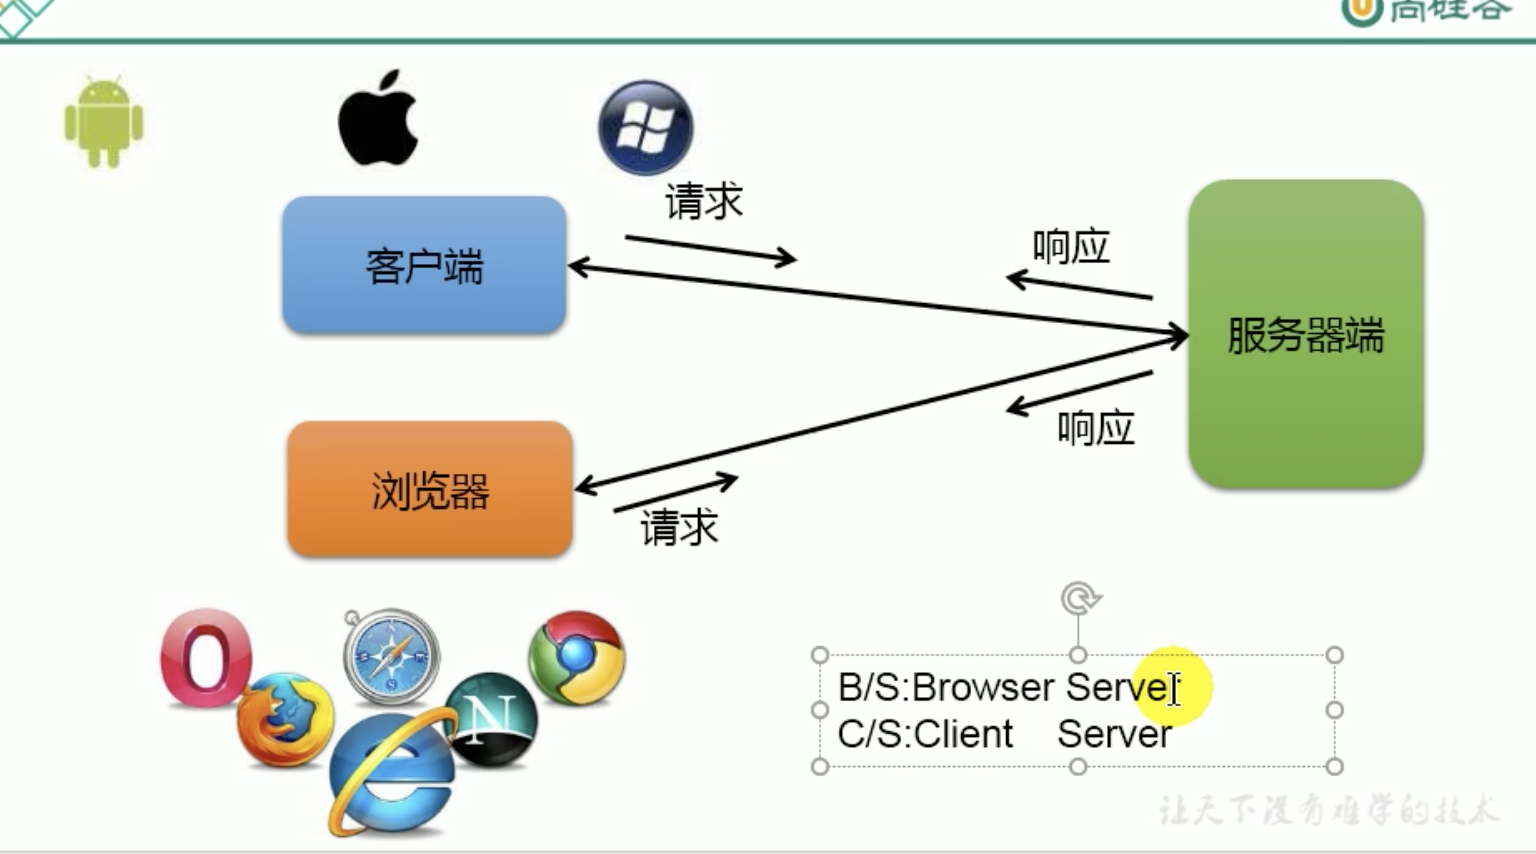 尚硅谷
请求
响应
客户端
服务器端
响应
浏览器
请求
B/S:Browser Server
C/S:Client Server
让天下没有难学的技术